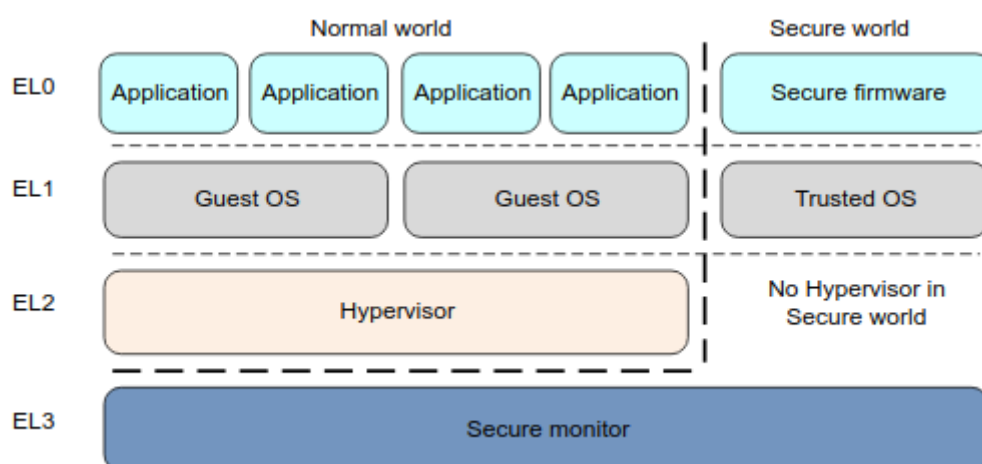 Normal world
Secure world
EL0
Application
Application
Application
Application
Secure firmware
EL1
Guest OS
Guest OS
Trusted OS
EL2
Hypervisor
No Hypervisor in
Secure world
EL3
Secure monitor